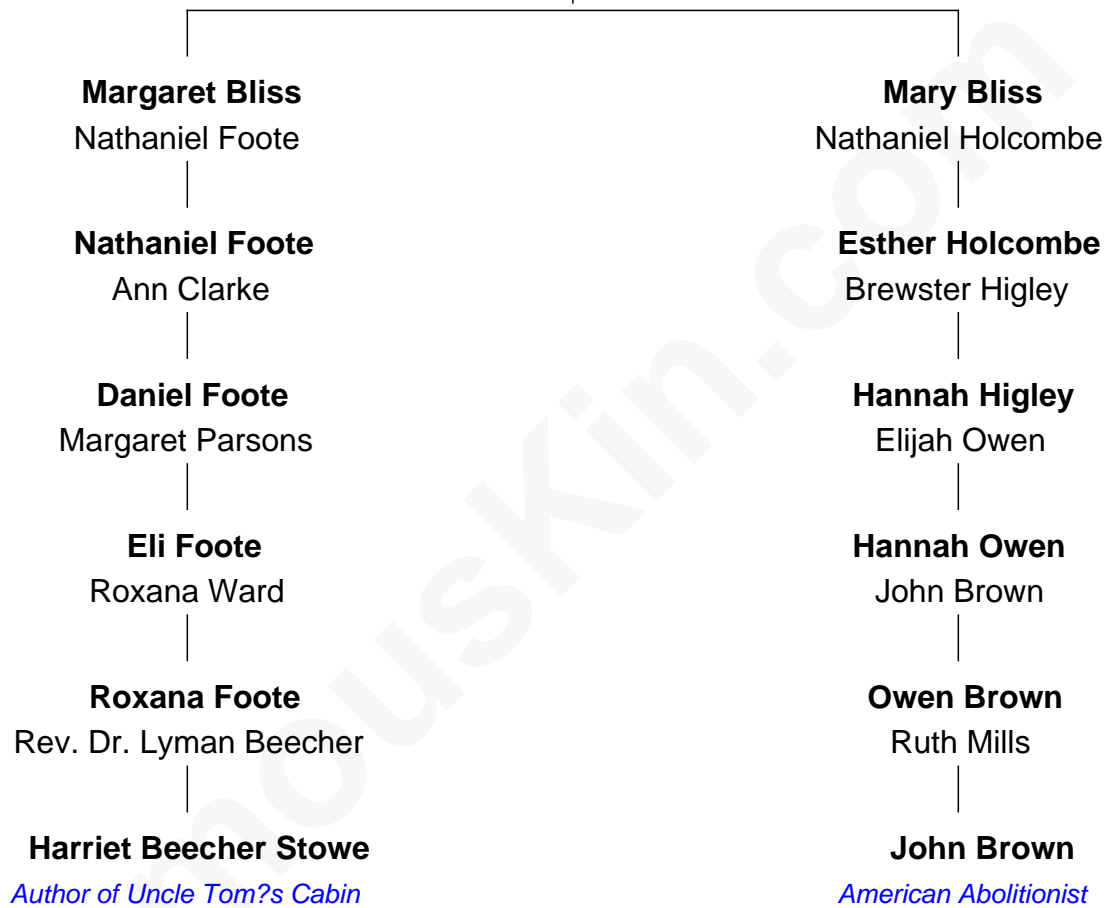 Margaret Bliss
Nathaniel Foote
Mary Bliss
Nathaniel Holcombe
Nathaniel Foote
Ann Clarke
Esther Holcombe
Brewster Higley
Daniel Foote
Margaret Parsons
Hannah Higley
Elijah Owen
Eli Foote
Roxana Ward
Hannah Owen
John Brown
Roxana Foote
Rev. Dr. Lyman Beecher
Owen Brown
Ruth Mills
Harriet Beecher Stowe
Author of Uncle Tom?s Cabin
John Brown
American Abolitionist
mouskin.com